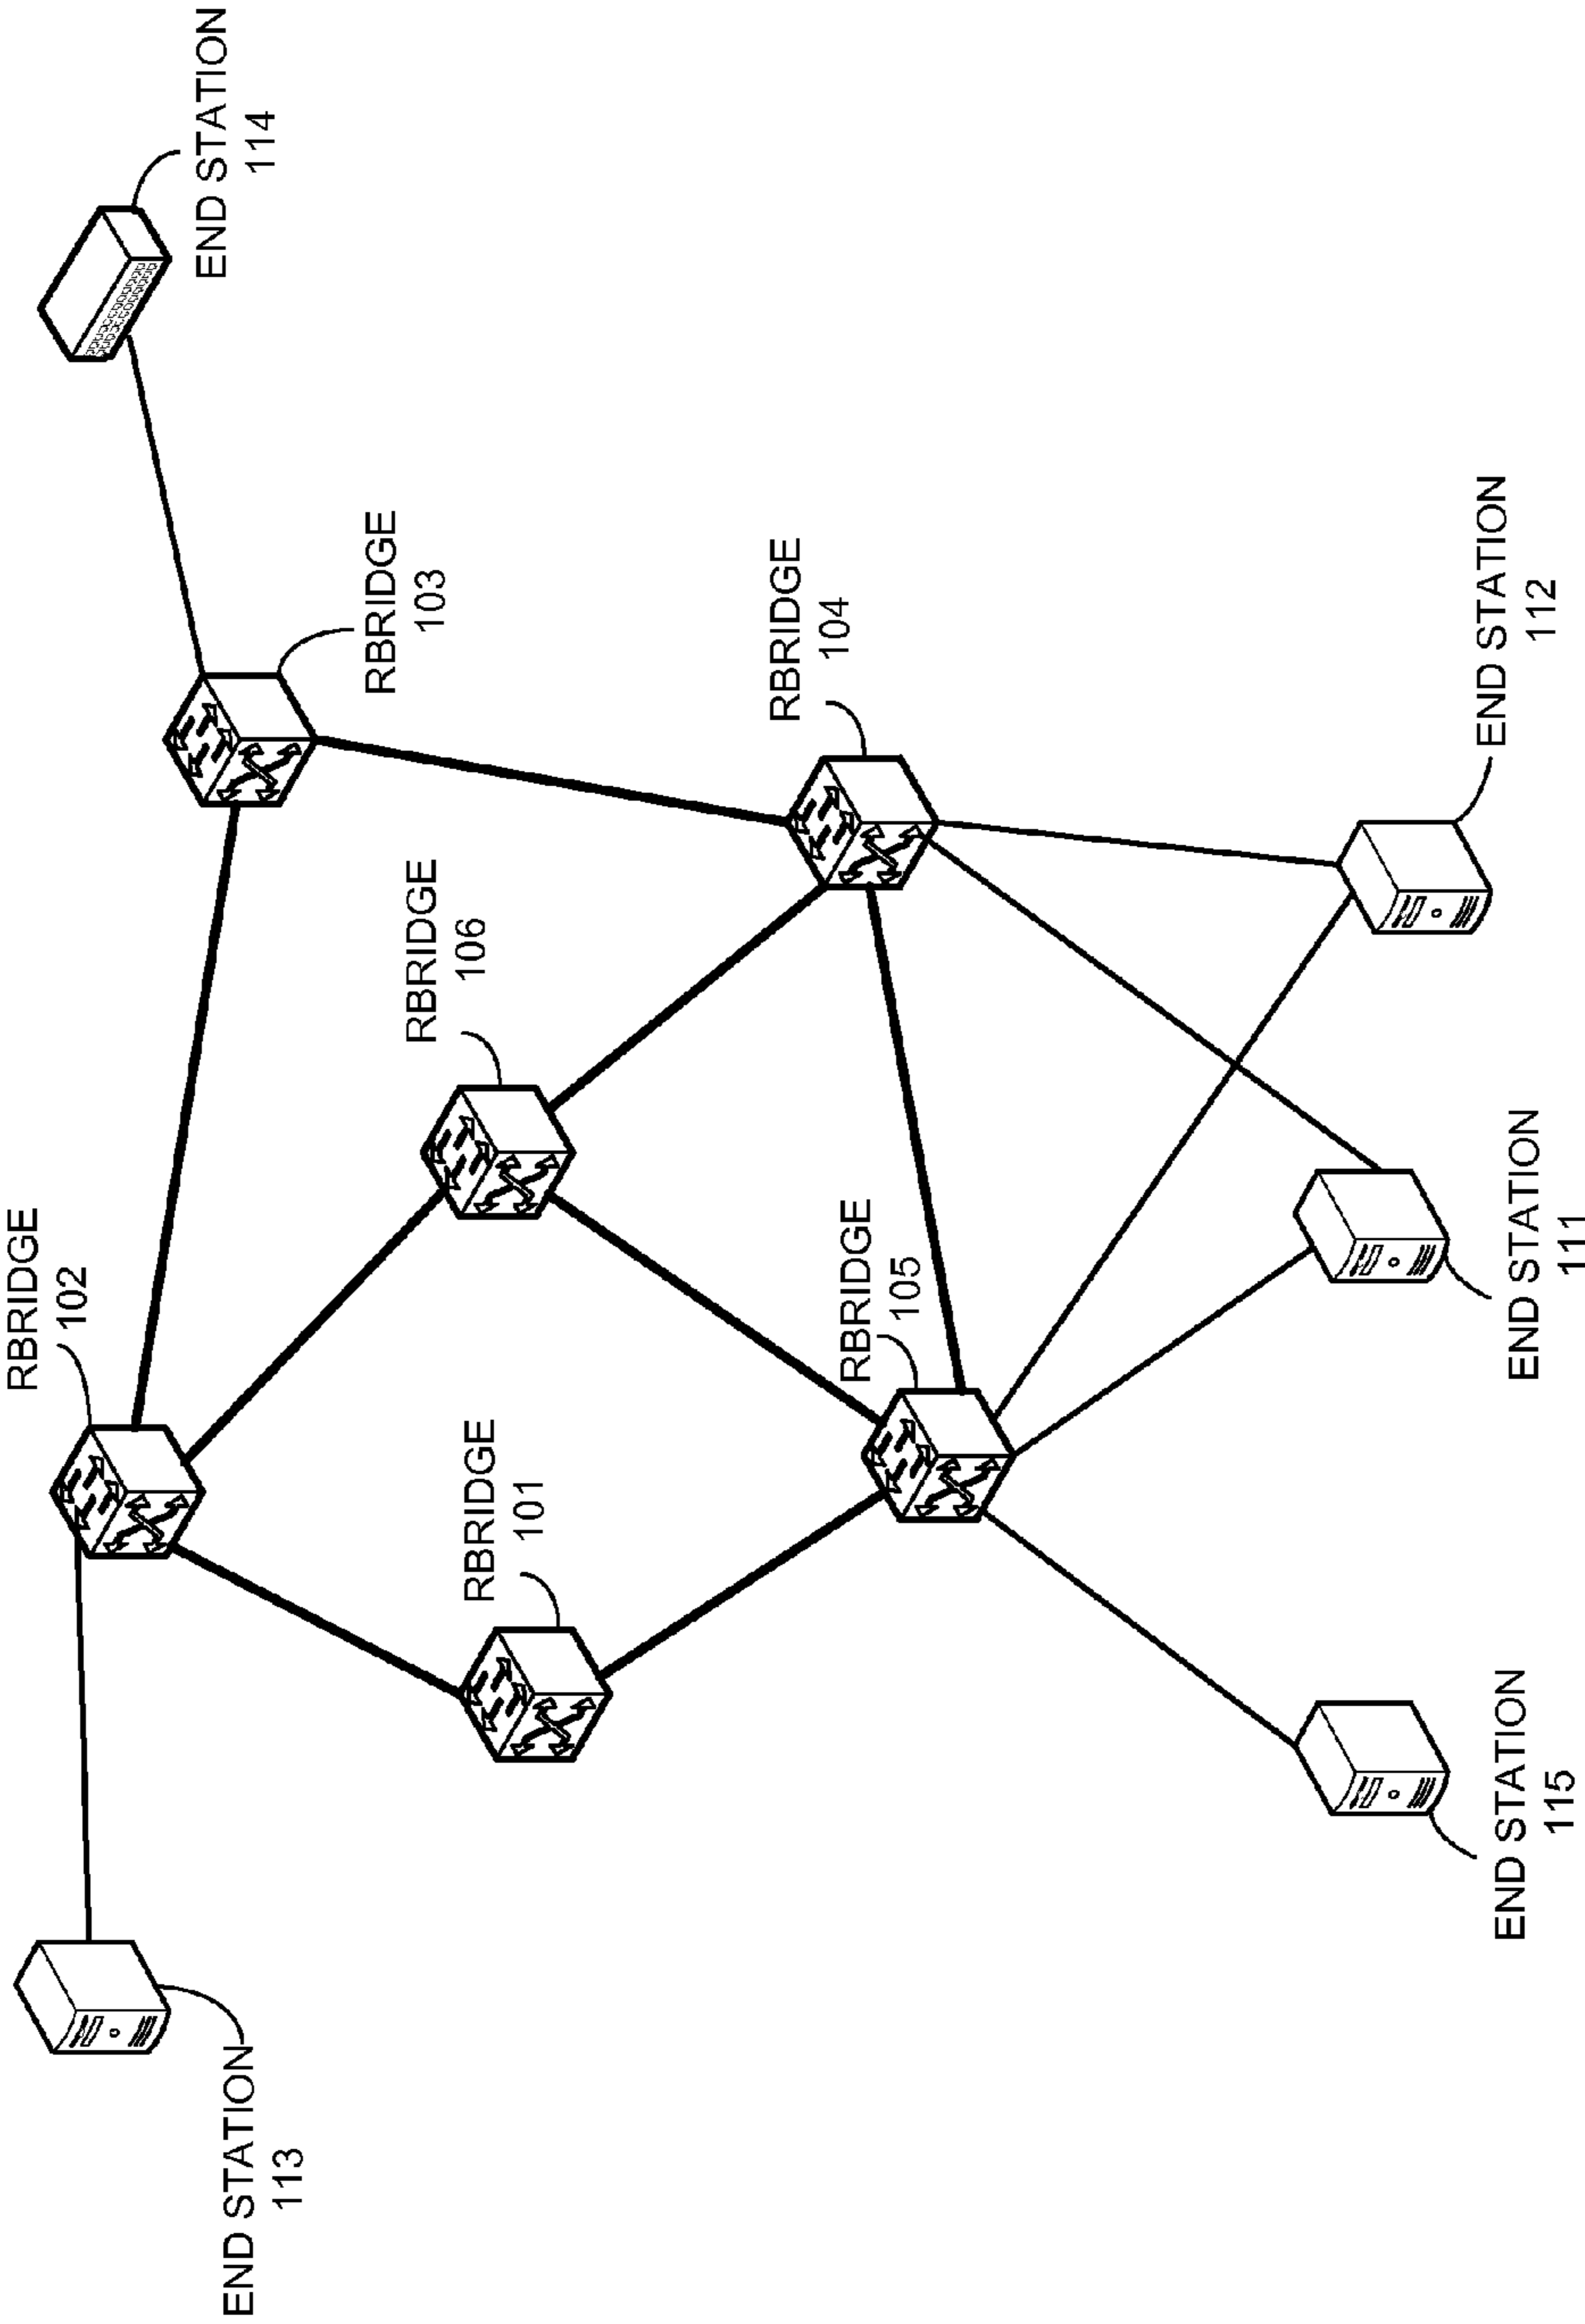 END STATION
113
RBRIDGE
102
END STATION
114
RBRIDGE
103
RBRIDGE
101
RBRIDGE
106
RBRIDGE
105
RBRIDGE
104
END STATION
115
END STATION
111
END STATION
112